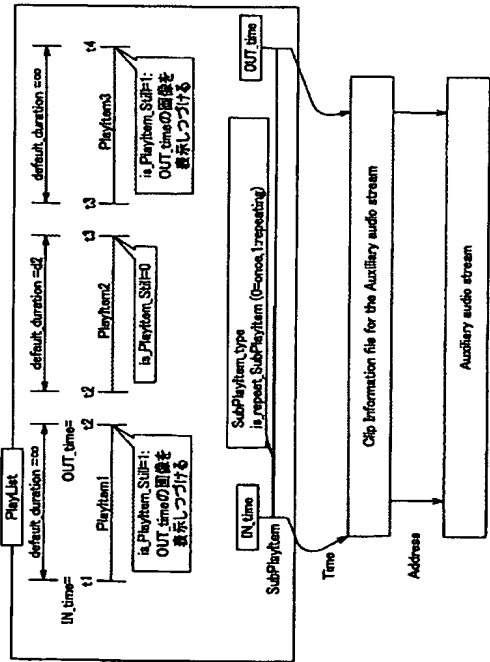 PlayList
default_duration =∞
default_duration =d2
default_duration =∞
IN_time=
OUT_time=
t1
PlayItem1
t2
t2
PlayItem2
t3
t3
PlayItem3
t4
is_PlayItem_Still=1:
OUT_timeの画像を
表示しつづける
is_PlayItem_Still=0
is_PlayItem_Still=1:
OUT_timeの画像を
表示しつづける
SubPlayItem_type
is_repeat_SubPlayItem (0=once,1:repeating)
IN_time
OUT_time
SubPlayItem
Time
Clip Information file for the Auxiliary audio stream
Address
Auxiliary audio stream